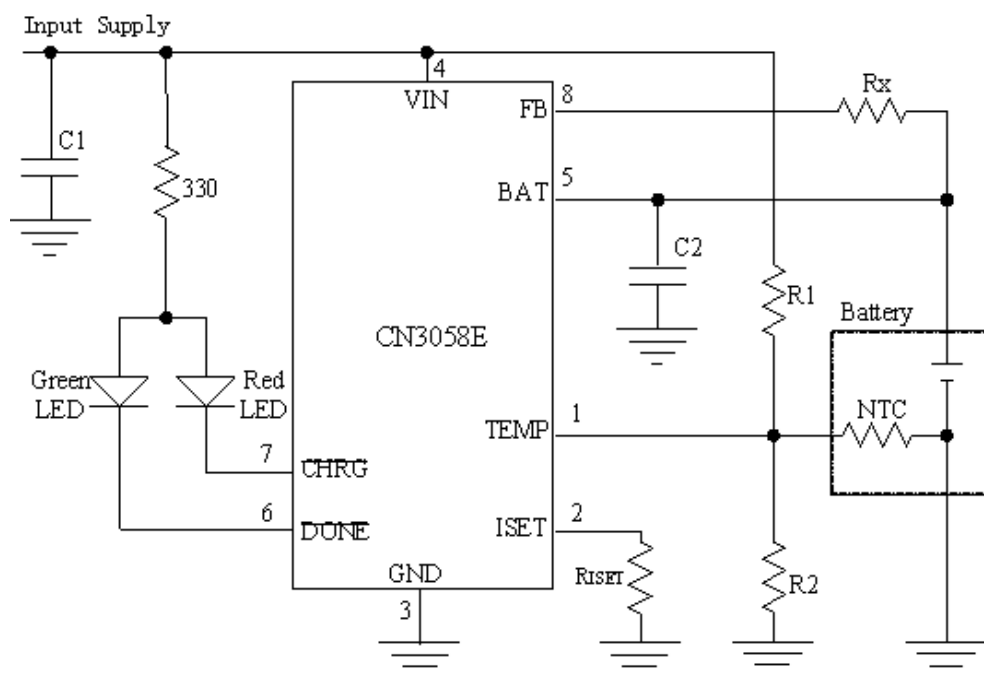 Input Supply
4
VIN
FB
8
Rx
C1
330
BAT
5
C2
R1
CN3058E
Battery
Green
LED
Red
LED
NTC
TEMP
1
7
CHRG
6
DONE
ISET
2
GND
3
RISET
R2